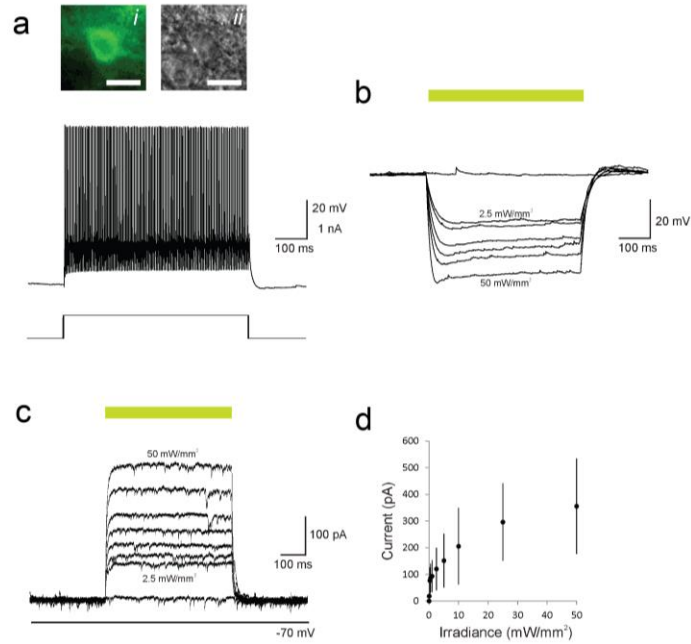 a
i
ii
20 mV
1 nA
100 ms
b
2.5 mW/mm²
50 mW/mm²
20 mV
100 ms
c
50 mW/mm²
2.5 mW/mm²
100 pA
100 ms
-70 mV
d
600
500
400
300
200
100
0
Current (pA)
0 10 20 30 40 50
Irradiance (mW/mm²)